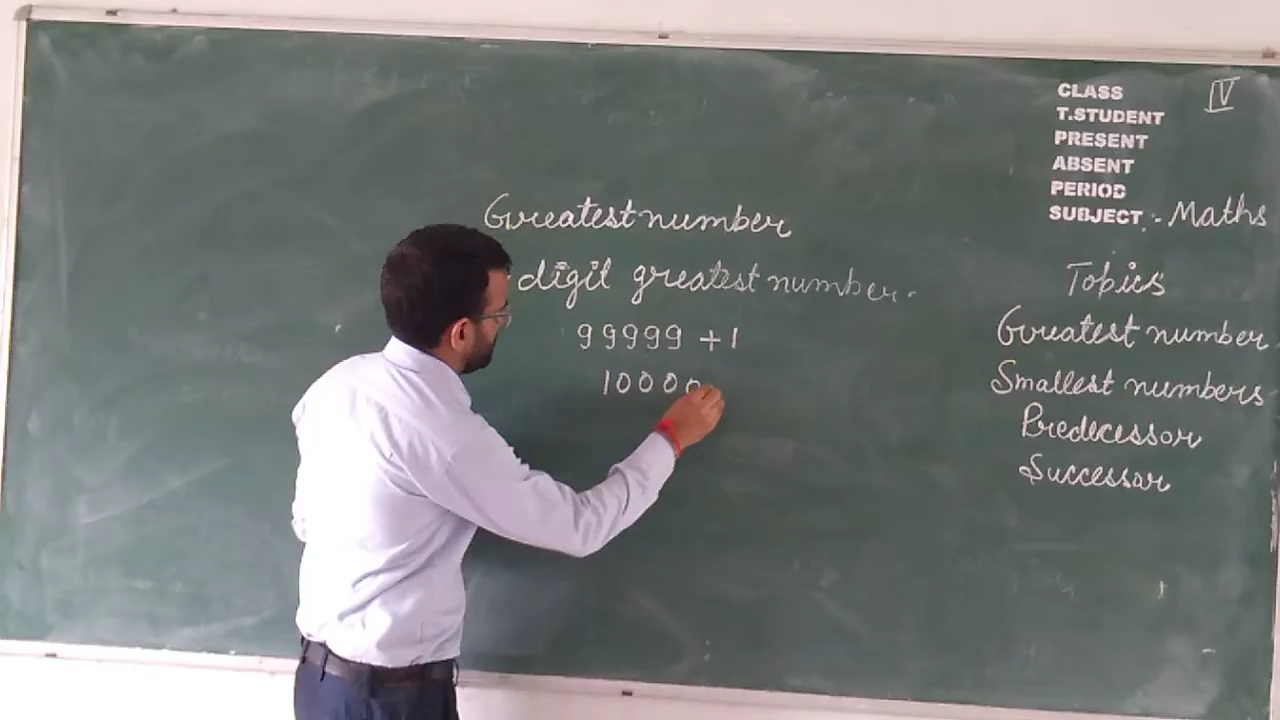 Greatest number
digit greatest number.
99999 +1
10000
CLASS IV
T.STUDENT
PRESENT
ABSENT
PERIOD
SUBJECT :- Maths
Topics
Greatest number
Smallest numbers
Predecessor
Successor